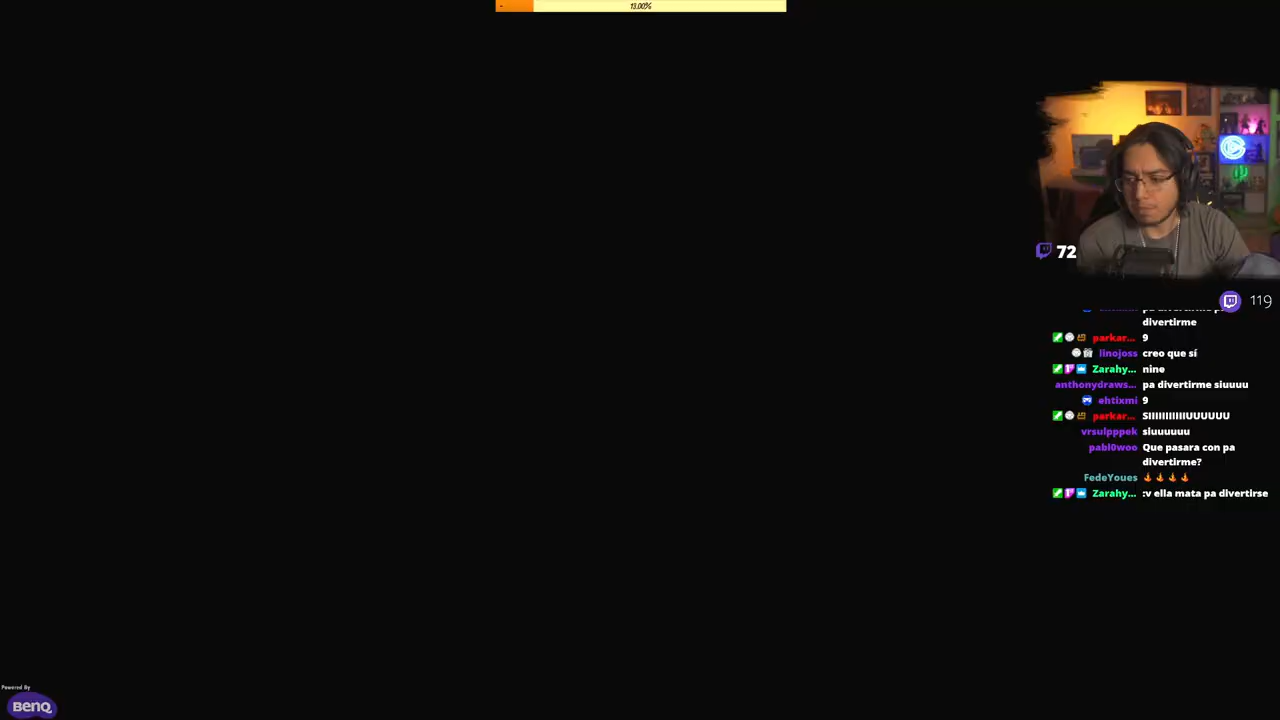 13.00%
72
119
divertirme
parkar... 9
linojoss creo que sí
Zarahy... nine
anthonydraws... pa divertirme siuuuu
ehtixmi 9
parkar... SIIIIIIIIIIUUUUUU
vrsulpppek siuuuuuu
pabl0woo Que pasara con pa
divertirme?
FedeYoues
Zarahy... :v ella mata pa divertirse
Powered By
BenQ